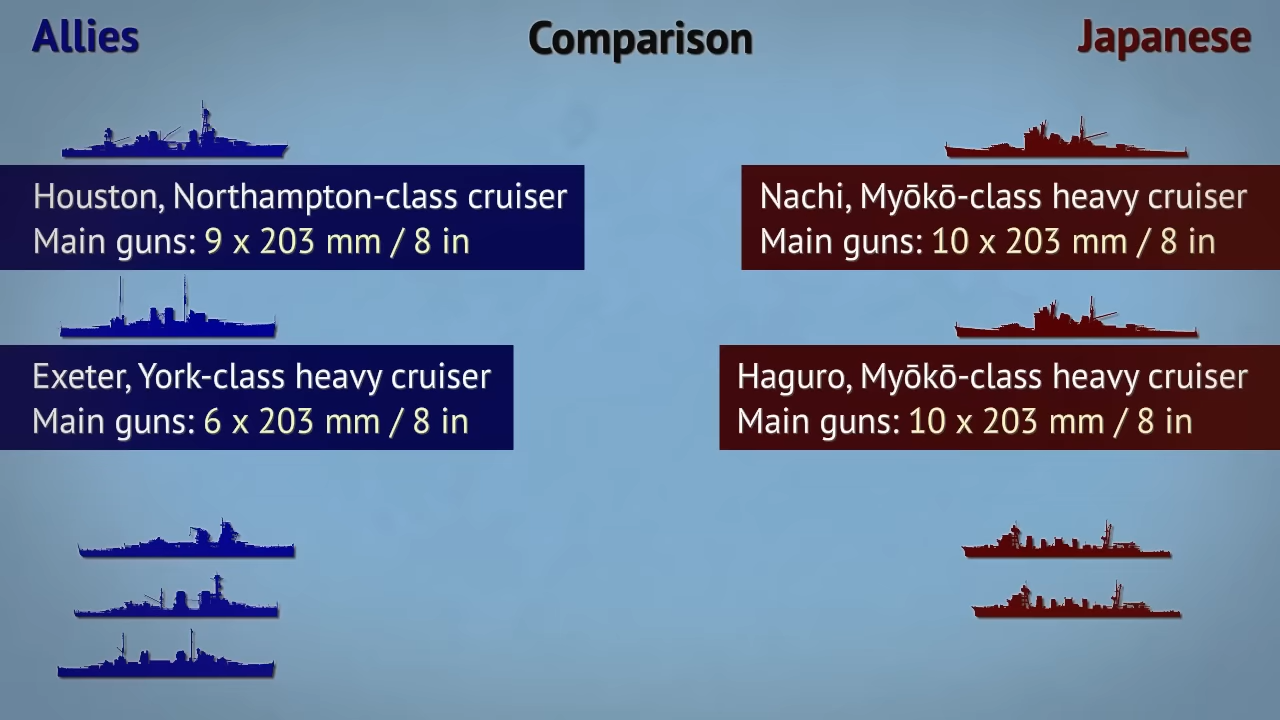 Allies
Comparison
Japanese
Houston, Northampton-class cruiser
Main guns: 9 x 203 mm / 8 in
Nachi, Myōkō-class heavy cruiser
Main guns: 10 x 203 mm / 8 in
Exeter, York-class heavy cruiser
Main guns: 6 x 203 mm / 8 in
Haguro, Myōkō-class heavy cruiser
Main guns: 10 x 203 mm / 8 in